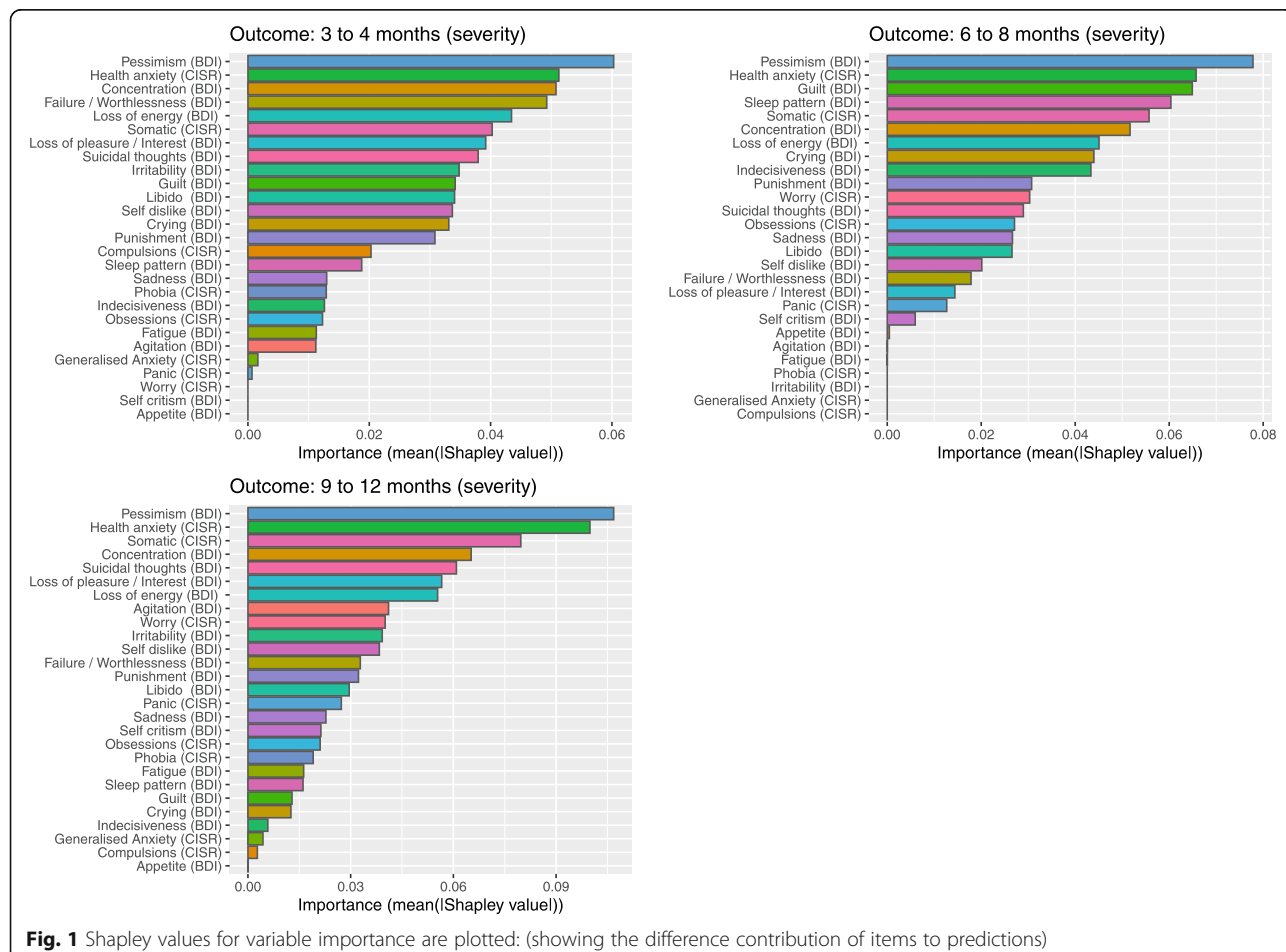 Outcome: 3 to 4 months (severity)
Pessimism (BDI)
Health anxiety (CISR)
Concentration (BDI)
Failure / Worthlessness (BDI)
Loss of energy (BDI)
Somatic (CISR)
Loss of pleasure / Interest (BDI)
Suicidal thoughts (BDI)
Irritability (BDI)
Guilt (BDI)
Libido (BDI)
Self dislike (BDI)
Crying (BDI)
Punishment (BDI)
Compulsions (CISR)
Sleep pattern (BDI)
Sadness (BDI)
Phobia (CISR)
Indecisiveness (BDI)
Obsessions (CISR)
Fatigue (BDI)
Agitation (BDI)
Generalised Anxiety (CISR)
Panic (CISR)
Worry (CISR)
Self critism (BDI)
Appetite (BDI)
0.00 0.02 0.04 0.06
Importance (mean(|Shapley value|))
Outcome: 6 to 8 months (severity)
Pessimism (BDI)
Health anxiety (CISR)
Guilt (BDI)
Sleep pattern (BDI)
Somatic (CISR)
Concentration (BDI)
Loss of energy (BDI)
Crying (BDI)
Indecisiveness (BDI)
Punishment (BDI)
Worry (CISR)
Suicidal thoughts (BDI)
Obsessions (CISR)
Sadness (BDI)
Libido (BDI)
Self dislike (BDI)
Failure / Worthlessness (BDI)
Loss of pleasure / Interest (BDI)
Panic (CISR)
Self critism (BDI)
Appetite (BDI)
Agitation (BDI)
Fatigue (BDI)
Phobia (CISR)
Irritability (BDI)
Generalised Anxiety (CISR)
Compulsions (CISR)
0.00 0.02 0.04 0.06 0.08
Importance (mean(|Shapley value|))
Outcome: 9 to 12 months (severity)
Pessimism (BDI)
Health anxiety (CISR)
Somatic (CISR)
Concentration (BDI)
Suicidal thoughts (BDI)
Loss of pleasure / Interest (BDI)
Loss of energy (BDI)
Agitation (BDI)
Worry (CISR)
Irritability (BDI)
Self dislike (BDI)
Failure / Worthlessness (BDI)
Punishment (BDI)
Libido (BDI)
Panic (CISR)
Sadness (BDI)
Self critism (BDI)
Obsessions (CISR)
Phobia (CISR)
Fatigue (BDI)
Sleep pattern (BDI)
Guilt (BDI)
Crying (BDI)
Indecisiveness (BDI)
Generalised Anxiety (CISR)
Compulsions (CISR)
Appetite (BDI)
0.00 0.03 0.06 0.09
Importance (mean(|Shapley value|))
Fig. 1 Shapley values for variable importance are plotted: (showing the difference contribution of items to predictions)